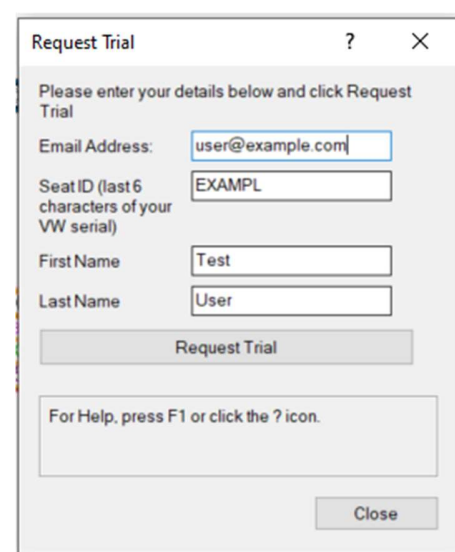 Request Trial ?
Please enter your details below and click Request
Trial
Email Address: user@example.com
Seat ID (last 6 EXAMPL
characters of your
VW serial)
First Name Test
Last Name User
Request Trial
For Help, press F1 or click the ? icon.
Close